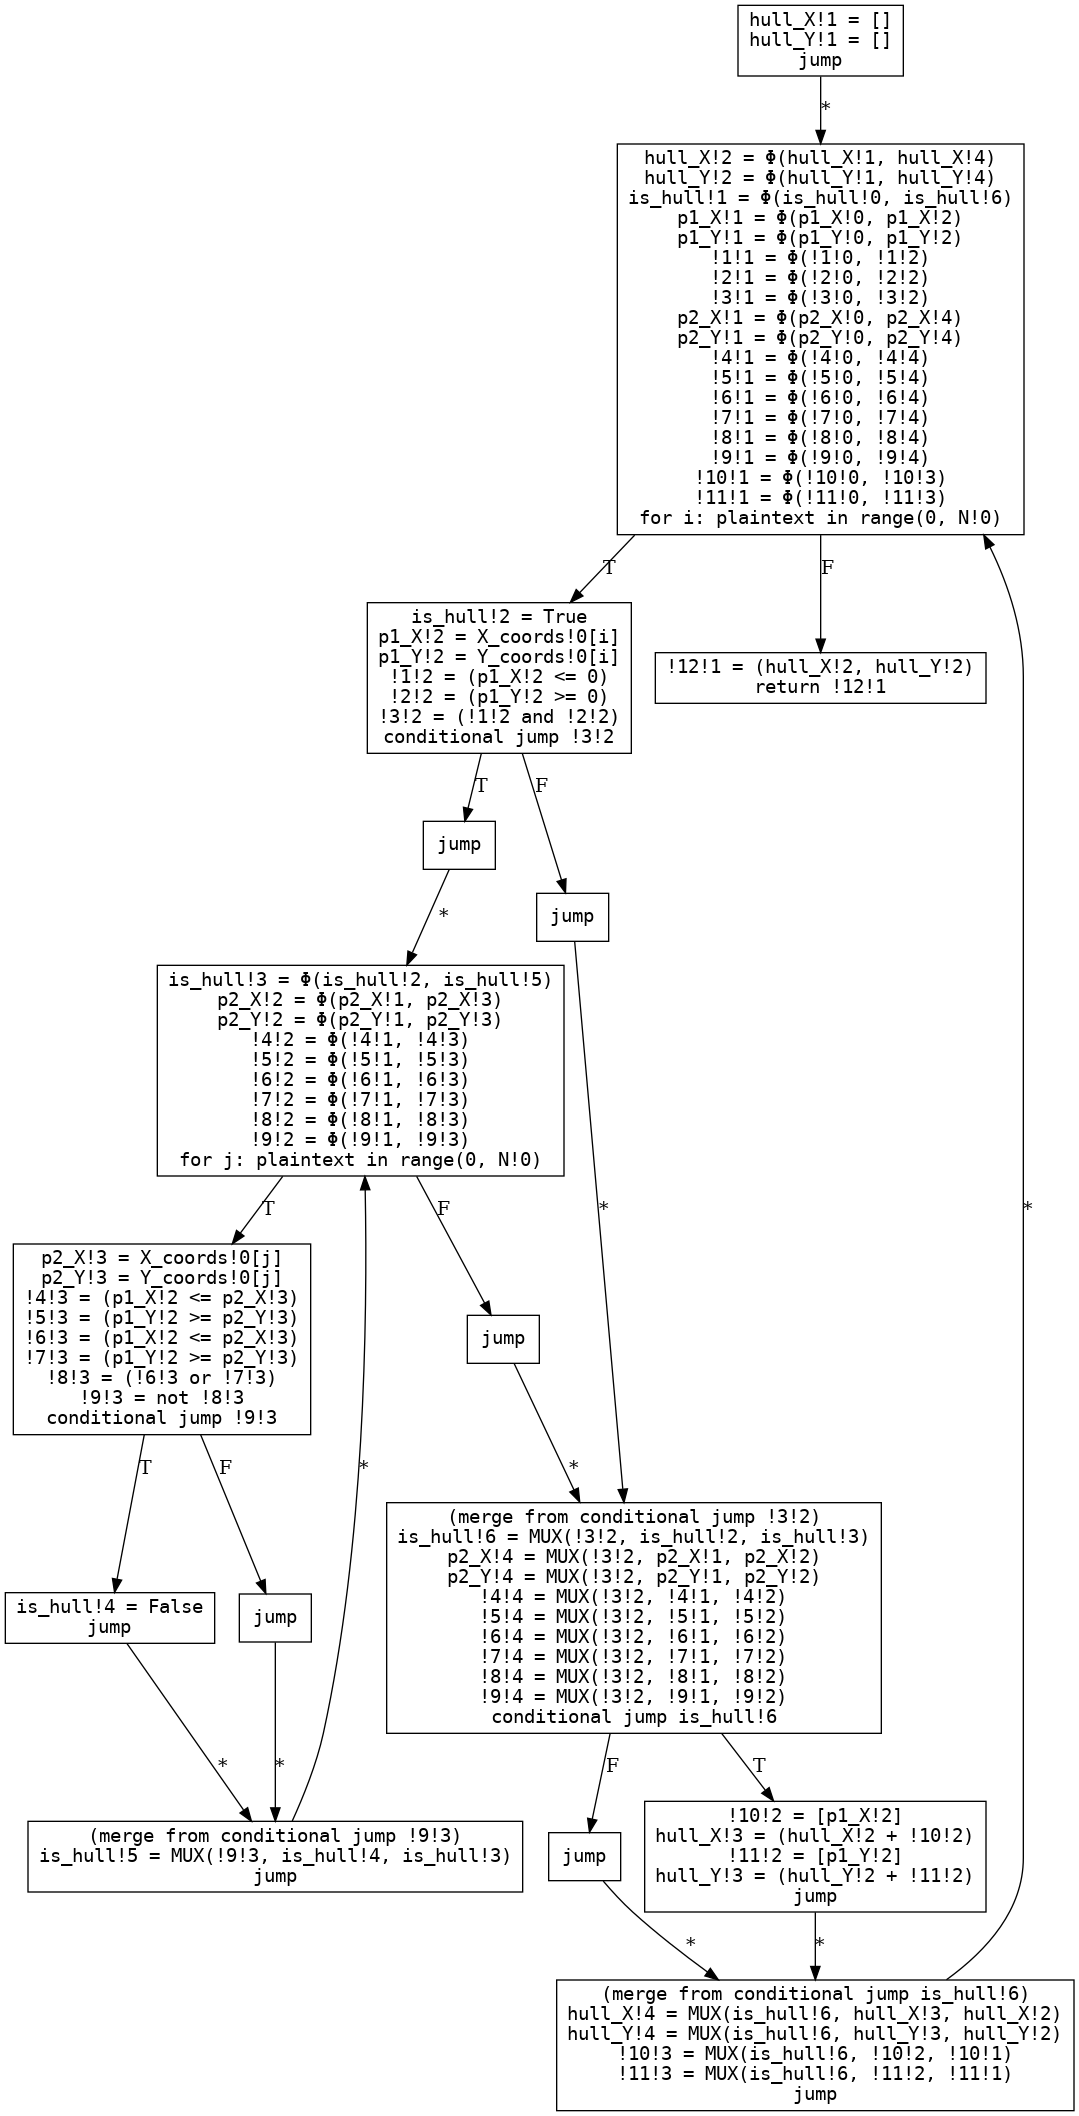 hull_X!1 = []
hull_Y!1 = []
jump
*
hull_X!2 = Φ(hull_X!1, hull_X!4)
hull_Y!2 = Φ(hull_Y!1, hull_Y!4)
is_hull!1 = Φ(is_hull!0, is_hull!6)
p1_X!1 = Φ(p1_X!0, p1_X!2)
p1_Y!1 = Φ(p1_Y!0, p1_Y!2)
!1!1 = Φ(!1!0, !1!2)
!2!1 = Φ(!2!0, !2!2)
!3!1 = Φ(!3!0, !3!2)
p2_X!1 = Φ(p2_X!0, p2_X!4)
p2_Y!1 = Φ(p2_Y!0, p2_Y!4)
!4!1 = Φ(!4!0, !4!4)
!5!1 = Φ(!5!0, !5!4)
!6!1 = Φ(!6!0, !6!4)
!7!1 = Φ(!7!0, !7!4)
!8!1 = Φ(!8!0, !8!4)
!9!1 = Φ(!9!0, !9!4)
!10!1 = Φ(!10!0, !10!3)
!11!1 = Φ(!11!0, !11!3)
for i: plaintext in range(0, N!0)
T
F
is_hull!2 = True
p1_X!2 = X_coords!0[i]
p1_Y!2 = Y_coords!0[i]
!1!2 = (p1_X!2 <= 0)
!2!2 = (p1_Y!2 >= 0)
!3!2 = (!1!2 and !2!2)
conditional jump !3!2
!12!1 = (hull_X!2, hull_Y!2)
return !12!1
T
F
jump
jump
*
is_hull!3 = Φ(is_hull!2, is_hull!5)
p2_X!2 = Φ(p2_X!1, p2_X!3)
p2_Y!2 = Φ(p2_Y!1, p2_Y!3)
!4!2 = Φ(!4!1, !4!3)
!5!2 = Φ(!5!1, !5!3)
!6!2 = Φ(!6!1, !6!3)
!7!2 = Φ(!7!1, !7!3)
!8!2 = Φ(!8!1, !8!3)
!9!2 = Φ(!9!1, !9!3)
for j: plaintext in range(0, N!0)
T
F
*
*
p2_X!3 = X_coords!0[j]
p2_Y!3 = Y_coords!0[j]
!4!3 = (p1_X!2 <= p2_X!3)
!5!3 = (p1_Y!2 >= p2_Y!3)
!6!3 = (p1_X!2 <= p2_X!3)
!7!3 = (p1_Y!2 >= p2_Y!3)
!8!3 = (!6!3 or !7!3)
!9!3 = not !8!3
conditional jump !9!3
jump
T
F
*
*
(merge from conditional jump !3!2)
is_hull!6 = MUX(!3!2, is_hull!2, is_hull!3)
p2_X!4 = MUX(!3!2, p2_X!1, p2_X!2)
p2_Y!4 = MUX(!3!2, p2_Y!1, p2_Y!2)
!4!4 = MUX(!3!2, !4!1, !4!2)
!5!4 = MUX(!3!2, !5!1, !5!2)
!6!4 = MUX(!3!2, !6!1, !6!2)
!7!4 = MUX(!3!2, !7!1, !7!2)
!8!4 = MUX(!3!2, !8!1, !8!2)
!9!4 = MUX(!3!2, !9!1, !9!2)
conditional jump is_hull!6
is_hull!4 = False
jump
jump
*
*
F
T
(merge from conditional jump !9!3)
is_hull!5 = MUX(!9!3, is_hull!4, is_hull!3)
jump
jump
!10!2 = [p1_X!2]
hull_X!3 = (hull_X!2 + !10!2)
!11!2 = [p1_Y!2]
hull_Y!3 = (hull_Y!2 + !11!2)
jump
*
*
(merge from conditional jump is_hull!6)
hull_X!4 = MUX(is_hull!6, hull_X!3, hull_X!2)
hull_Y!4 = MUX(is_hull!6, hull_Y!3, hull_Y!2)
!10!3 = MUX(is_hull!6, !10!2, !10!1)
!11!3 = MUX(is_hull!6, !11!2, !11!1)
jump